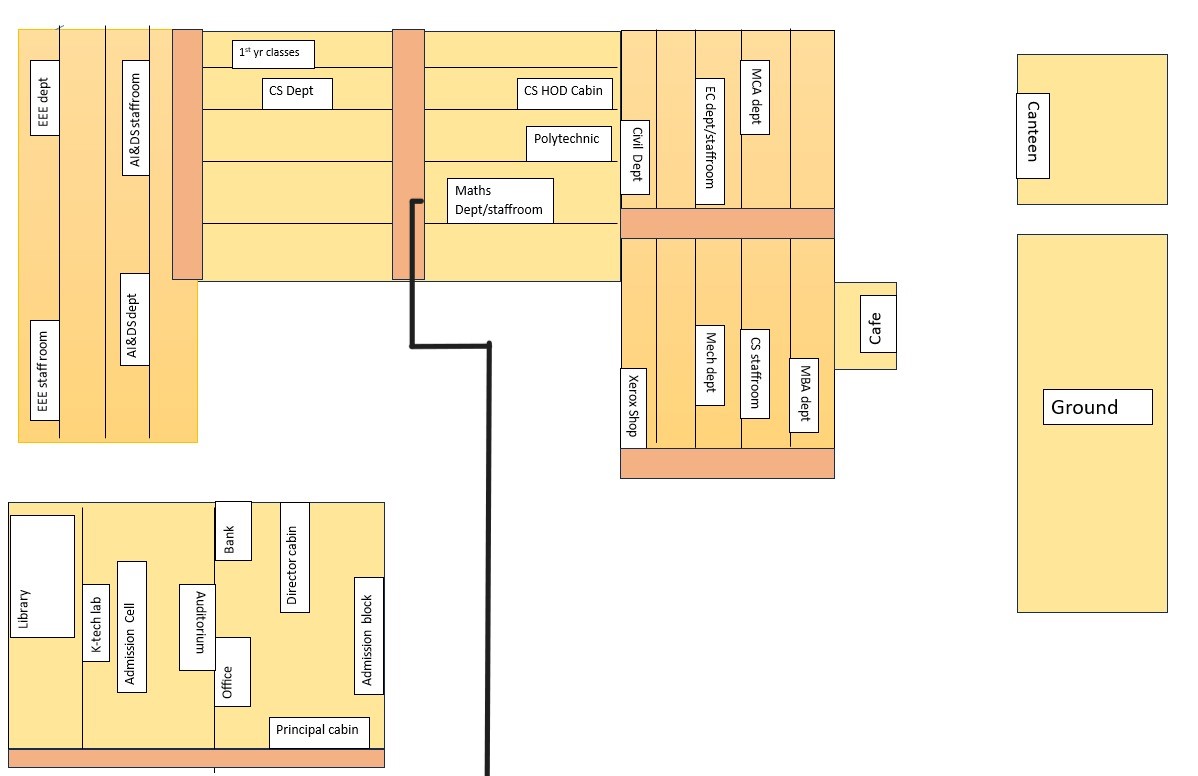 1st yr classes
CS Dept
CS HOD Cabin
Polytechnic
Maths
Dept/staffroom
EEE dept
AI&DS staffroom
EEE staffroom
AI&DS dept
Civil Dept
EC dept/staffroom
MCA dept
Xerox Shop
Mech dept
CS staffroom
MBA dept
Cafe
Canteen
Ground
Library
K-tech lab
Admission Cell
Auditorium
Bank
Office
Director cabin
Admission block
Principal cabin